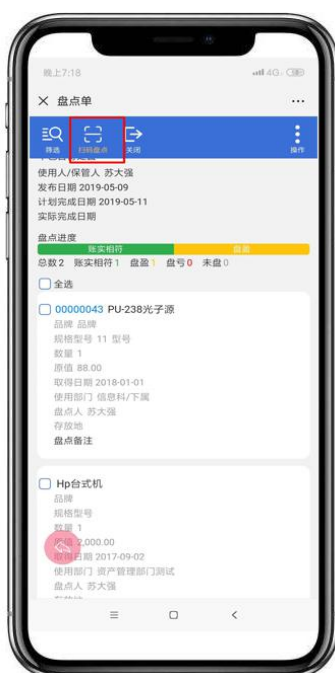 晚上7:18
4G
盘点单
筛选
扫码盘点
关闭
操作
使用人/保管人 苏大强
发布日期 2019-05-09
计划完成日期 2019-05-11
实际完成日期
盘点进度
账实相符
盘盈
总数2 账实相符1 盘盈1 盘亏0 未盘0
全选
00000043 PU-238光子源
品牌 品牌
规格型号 11 型号
数量 1
原值 88.00
取得日期 2018-01-01
使用部门 信息科/下属
盘点人 苏大强
存放地
盘点备注
Hp台式机
品牌
规格型号
数量 1
2,000.00
日期 2017-09-02
使用部门 资产管理部门测试
盘点人 苏大强